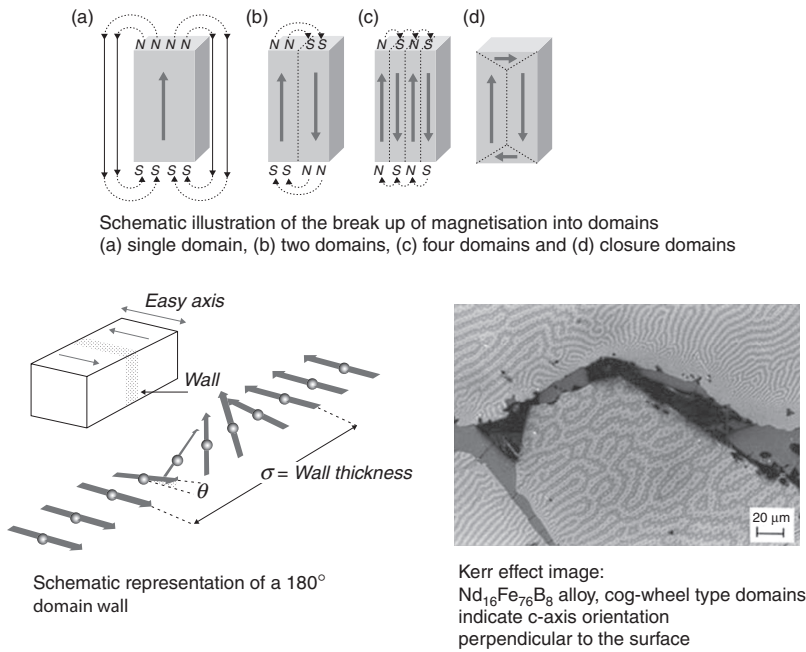 (a) (b) (c) (d)
N N N N N N S S N S N S
S S S S S S N N N S N S
Schematic illustration of the break up of magnetisation into domains
(a) single domain, (b) two domains, (c) four domains and (d) closure domains
Easy axis
Wall
σ = Wall thickness
θ
Schematic representation of a 180°
domain wall
20 µm
Kerr effect image:
Nd₁₆Fe₇₆B₈ alloy, cog-wheel type domains
indicate c-axis orientation
perpendicular to the surface